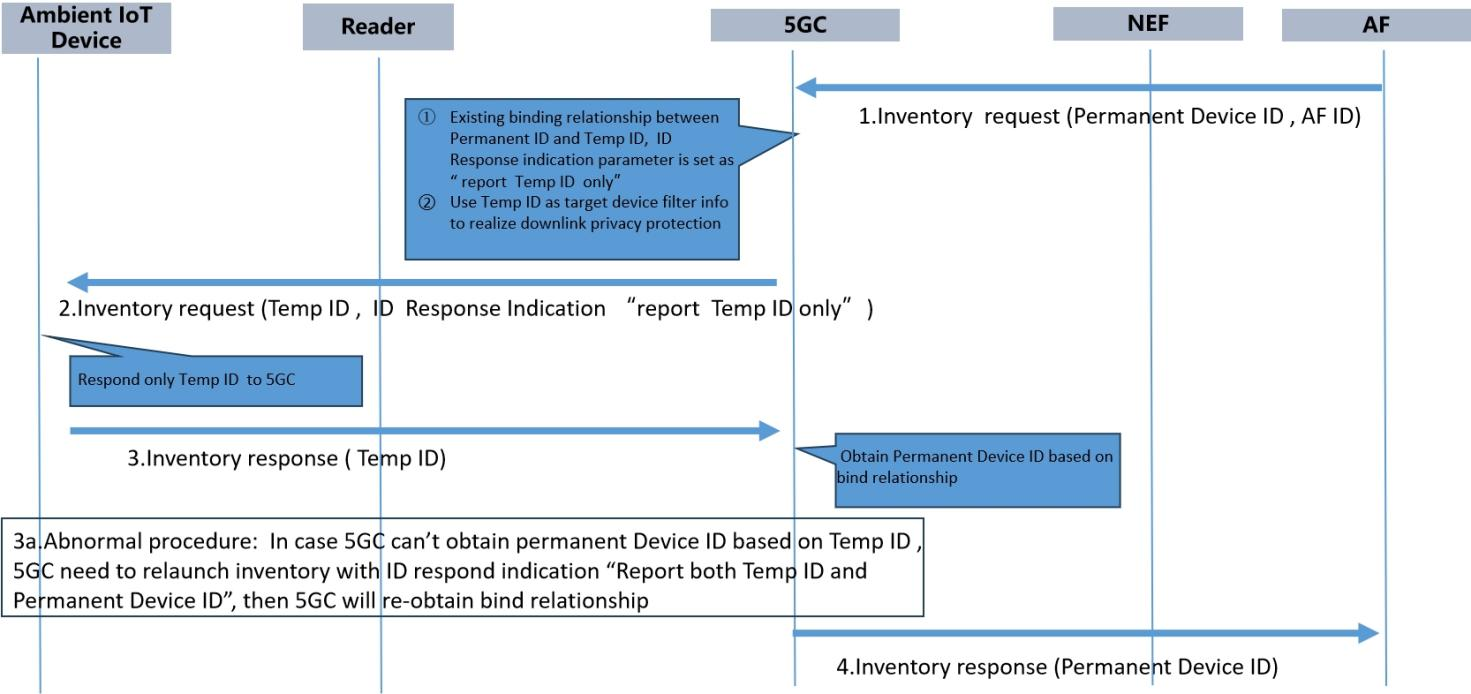 Ambient IoT
Device
Reader
5GC
NEF
AF
1.Inventory request (Permanent Device ID , AF ID)
① Existing binding relationship between
Permanent ID and Temp ID, ID
Response indication parameter is set as
“ report Temp ID only”
② Use Temp ID as target device filter info
to realize downlink privacy protection
2.Inventory request (Temp ID , ID Response Indication “report Temp ID only” )
Respond only Temp ID to 5GC
3.Inventory response ( Temp ID)
Obtain Permanent Device ID based on
bind relationship
3a.Abnormal procedure: In case 5GC can’t obtain permanent Device ID based on Temp ID ,
5GC need to relaunch inventory with ID respond indication “Report both Temp ID and
Permanent Device ID”, then 5GC will re-obtain bind relationship
4.Inventory response (Permanent Device ID)